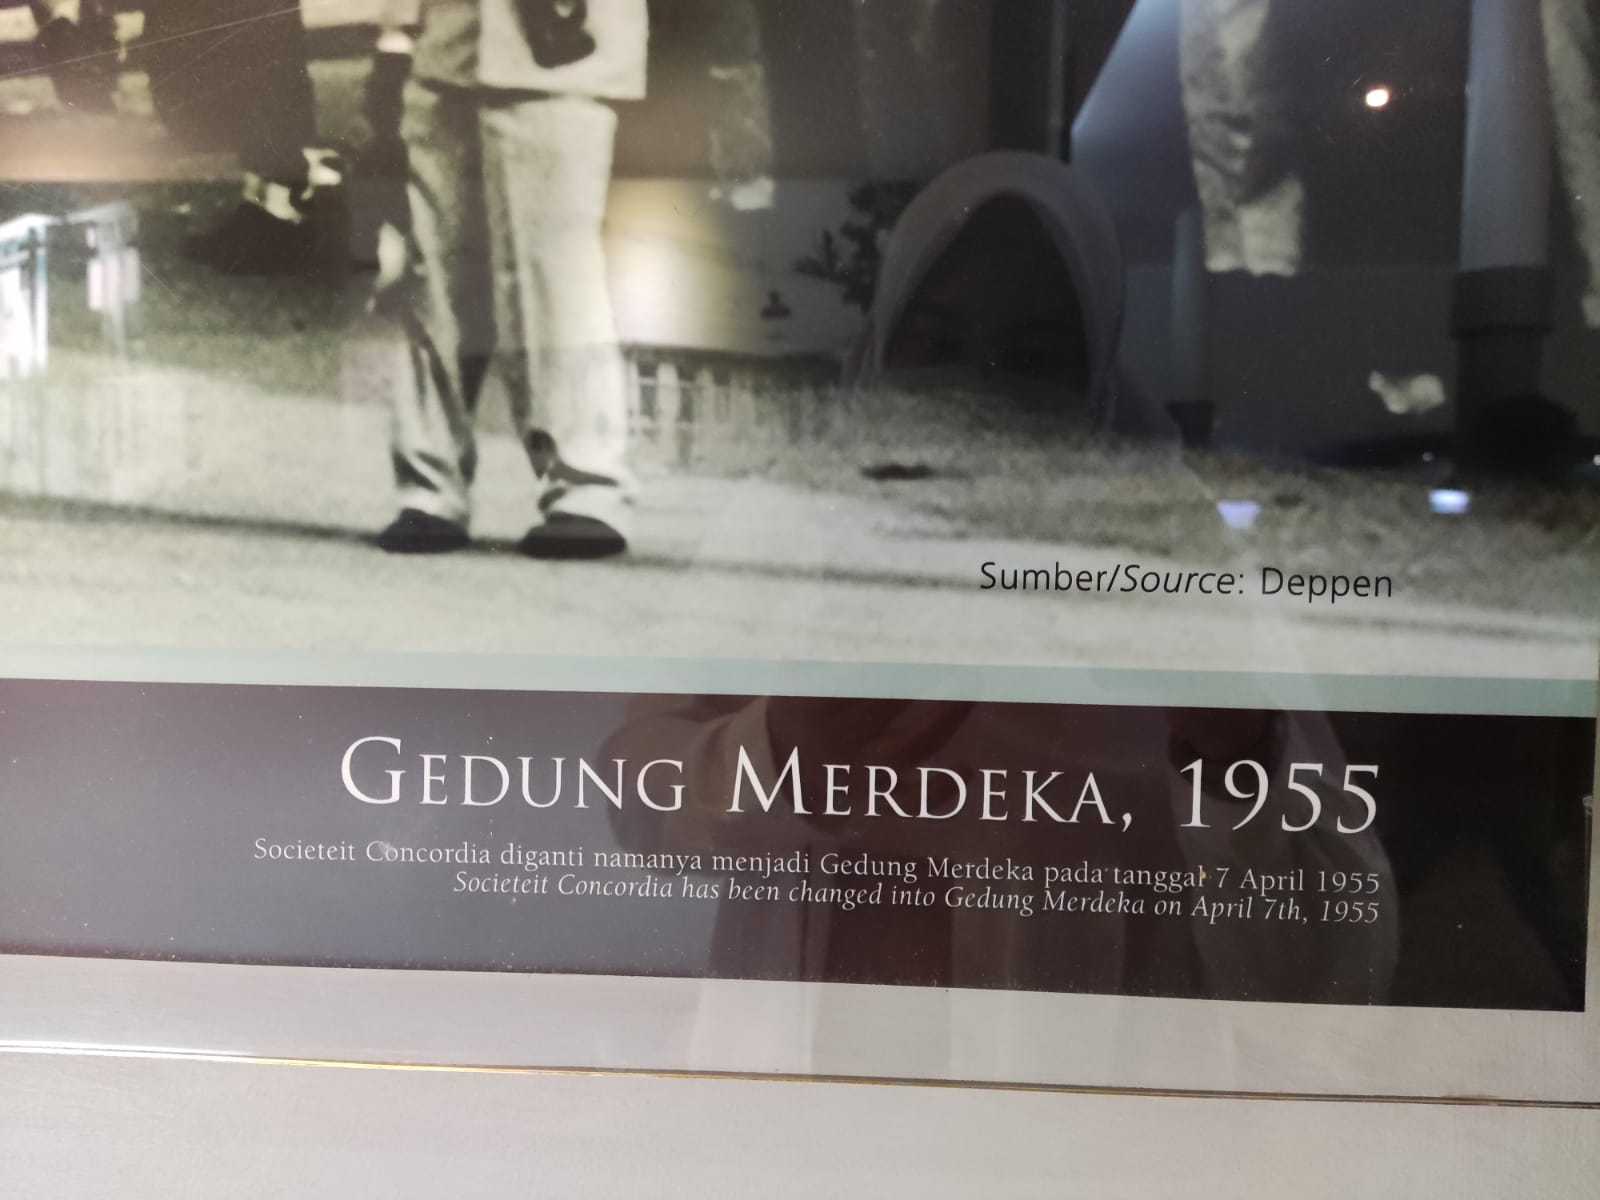 Sumber/Source: Deppen
GEDUNG MERDEKA, 1955
Societeit Concordia diganti namanya menjadi Gedung Merdeka pada tanggal 7 April 1955
Societeit Concordia has been changed into Gedung Merdeka on April 7th, 1955